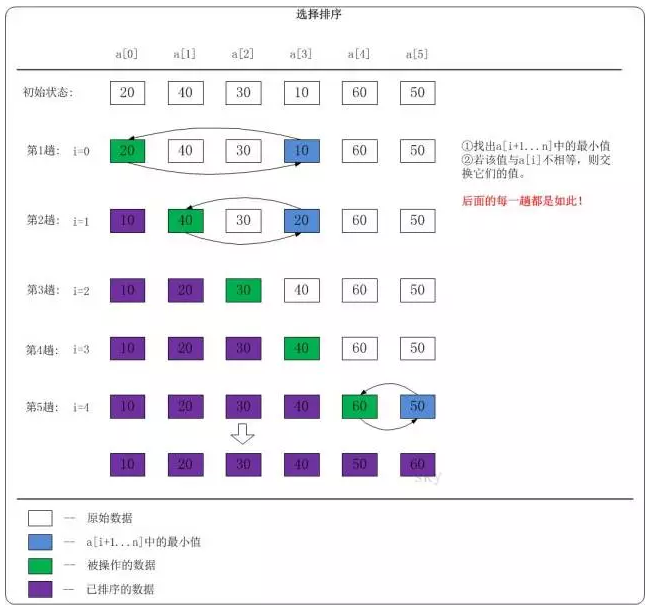 选择排序
a[0] a[1] a[2] a[3] a[4] a[5]
初始状态: 20 40 30 10 60 50
第1趟: i=0 20 40 30 10 60 50
①找出a[i+1...n]中的最小值
②若该值与a[i]不相等，则交
换它们的值。
后面的每一趟都是如此！
第2趟: i=1 10 40 30 20 60 50
第3趟: i=2 10 20 30 40 60 50
第4趟: i=3 10 20 30 40 60 50
第5趟: i=4 10 20 30 40 60 50
10 20 30 40 50 60
sky
-- 原始数据
-- a[i+1...n]中的最小值
-- 被操作的数据
-- 已排序的数据